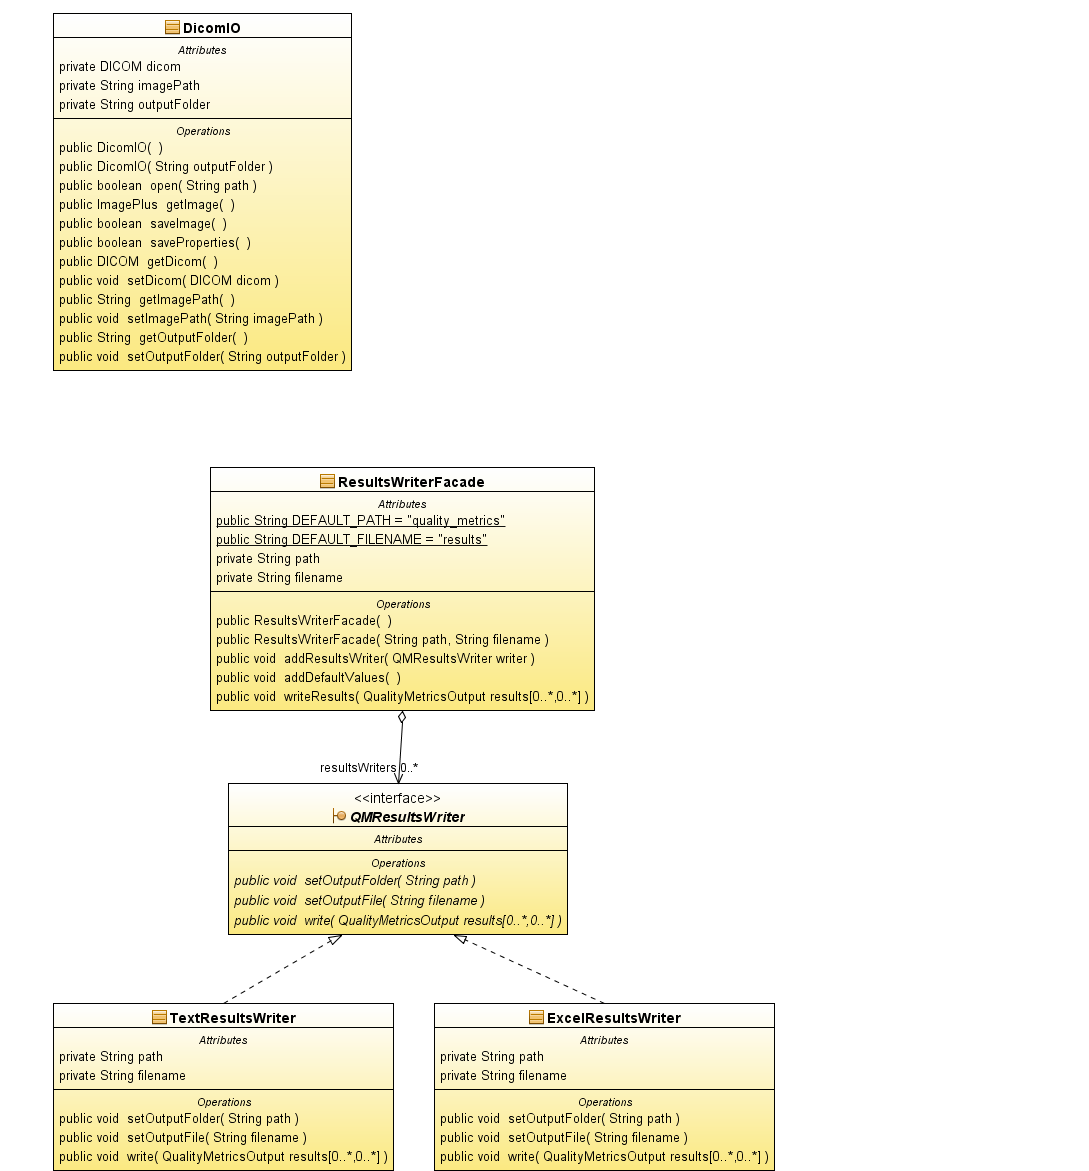 DicomIO
Attributes
private DICOM dicom
private String imagePath
private String outputFolder
Operations
public DicomIO(  )
public DicomIO( String outputFolder )
public boolean  open( String path )
public ImagePlus  getImage(  )
public boolean  saveImage(  )
public boolean  saveProperties(  )
public DICOM  getDicom(  )
public void  setDicom( DICOM dicom )
public String  getImagePath(  )
public void  setImagePath( String imagePath )
public String  getOutputFolder(  )
public void  setOutputFolder( String outputFolder )
ResultsWriterFacade
Attributes
public String DEFAULT_PATH = "quality_metrics"
public String DEFAULT_FILENAME = "results"
private String path
private String filename
Operations
public ResultsWriterFacade(  )
public ResultsWriterFacade( String path, String filename )
public void  addResultsWriter( QMResultsWriter writer )
public void  addDefaultValues(  )
public void  writeResults( QualityMetricsOutput results[0..*,0..*] )
resultsWriters 0..*
<<interface>>
QMResultsWriter
Attributes
Operations
public void  setOutputFolder( String path )
public void  setOutputFile( String filename )
public void  write( QualityMetricsOutput results[0..*,0..*] )
TextResultsWriter
Attributes
private String path
private String filename
Operations
public void  setOutputFolder( String path )
public void  setOutputFile( String filename )
public void  write( QualityMetricsOutput results[0..*,0..*] )
ExcelResultsWriter
Attributes
private String path
private String filename
Operations
public void  setOutputFolder( String path )
public void  setOutputFile( String filename )
public void  write( QualityMetricsOutput results[0..*,0..*] )